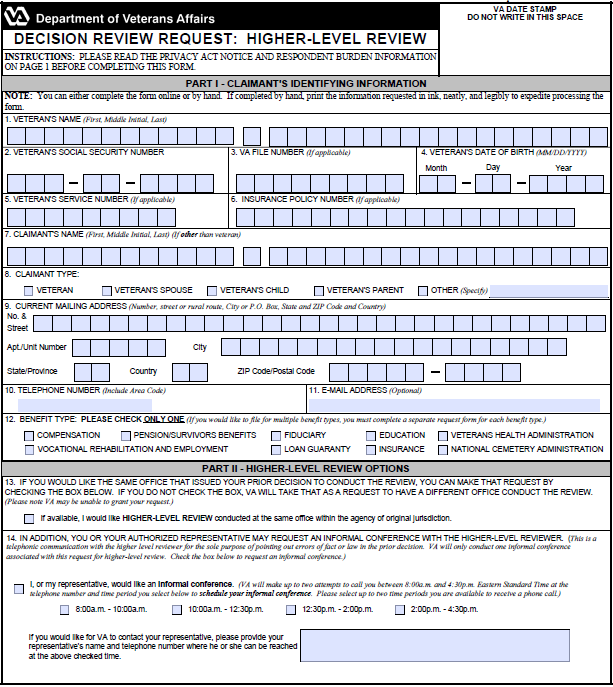 VA
Department of Veterans Affairs
VA DATE STAMP
DO NOT WRITE IN THIS SPACE
DECISION REVIEW REQUEST: HIGHER-LEVEL REVIEW
INSTRUCTIONS: PLEASE READ THE PRIVACY ACT NOTICE AND RESPONDENT BURDEN INFORMATION
ON PAGE 1 BEFORE COMPLETING THIS FORM.
PART I - CLAIMANT'S IDENTIFYING INFORMATION
NOTE: You can either complete the form online or by hand. If completed by hand, print the information requested in ink, neatly, and legibly to expedite processing the
form.
1. VETERAN'S NAME (First, Middle Initial, Last)
2. VETERAN'S SOCIAL SECURITY NUMBER
3. VA FILE NUMBER (If applicable)
4. VETERAN'S DATE OF BIRTH (MM/DD/YYYY)
Month Day Year
5. VETERAN'S SERVICE NUMBER (If applicable)
6. INSURANCE POLICY NUMBER (If applicable)
7. CLAIMANT'S NAME (First, Middle Initial, Last) (If other than veteran)
8. CLAIMANT TYPE:
VETERAN VETERAN'S SPOUSE VETERAN'S CHILD VETERAN'S PARENT OTHER (Specify)
9. CURRENT MAILING ADDRESS (Number, street or rural route, City or P.O. Box, State and ZIP Code and Country)
No. &
Street
Apt./Unit Number City
State/Province Country ZIP Code/Postal Code
10. TELEPHONE NUMBER (Include Area Code)
11. E-MAIL ADDRESS (Optional)
12. BENEFIT TYPE: PLEASE CHECK ONLY ONE (If you would like to file for multiple benefit types, you must complete a separate request form for each benefit type.)
COMPENSATION PENSION/SURVIVORS BENEFITS FIDUCIARY EDUCATION VETERANS HEALTH ADMINISTRATION
VOCATIONAL REHABILITATION AND EMPLOYMENT LOAN GUARANTY INSURANCE NATIONAL CEMETERY ADMINISTRATION
PART II - HIGHER-LEVEL REVIEW OPTIONS
13. IF YOU WOULD LIKE THE SAME OFFICE THAT ISSUED YOUR PRIOR DECISION TO CONDUCT THE REVIEW, YOU CAN MAKE THAT REQUEST BY
CHECKING THE BOX BELOW. IF YOU DO NOT CHECK THE BOX, VA WILL TAKE THAT AS A REQUEST TO HAVE A DIFFERENT OFFICE CONDUCT THE REVIEW.
(Please note VA may be unable to grant your request.)
If available, I would like HIGHER-LEVEL REVIEW conducted at the same office within the agency of original jurisdiction.
14. IN ADDITION, YOU OR YOUR AUTHORIZED REPRESENTATIVE MAY REQUEST AN INFORMAL CONFERENCE WITH THE HIGHER-LEVEL REVIEWER. (This is a
telephonic communication with the higher level reviewer for the sole purpose of pointing out errors of fact or law in the prior decision. VA will only conduct one informal conference
associated with this request for higher-level review. Check the box below to request an informal conference.)
I, or my representative, would like an informal conference. (VA will make up to two attempts to call you between 8:00a.m. and 4:30p.m. Eastern Standard Time at the
telephone number and time period you select below to schedule your informal conference. Please select up to two time periods you are available to receive a phone call.)
8:00a.m. - 10:00a.m. 10:00a.m. - 12:30p.m. 12:30p.m. - 2:00p.m. 2:00p.m. - 4:30p.m.
If you would like for VA to contact your representative, please provide your
representative's name and telephone number where he or she can be reached
at the above checked time.